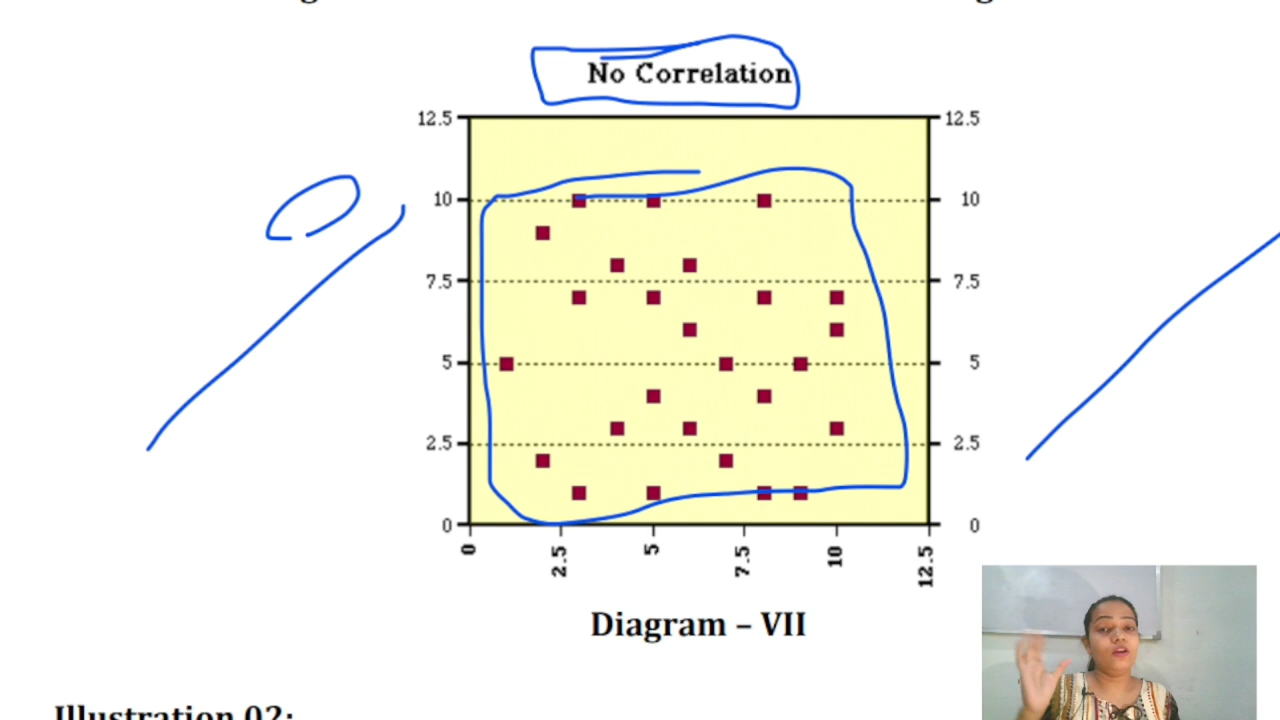 No Correlation
12.5 12.5
10 10
7.5 7.5
5 5
2.5 2.5
0 0
0 2.5 5 7.5 10 12.5
Diagram – VII
Illustration 02: